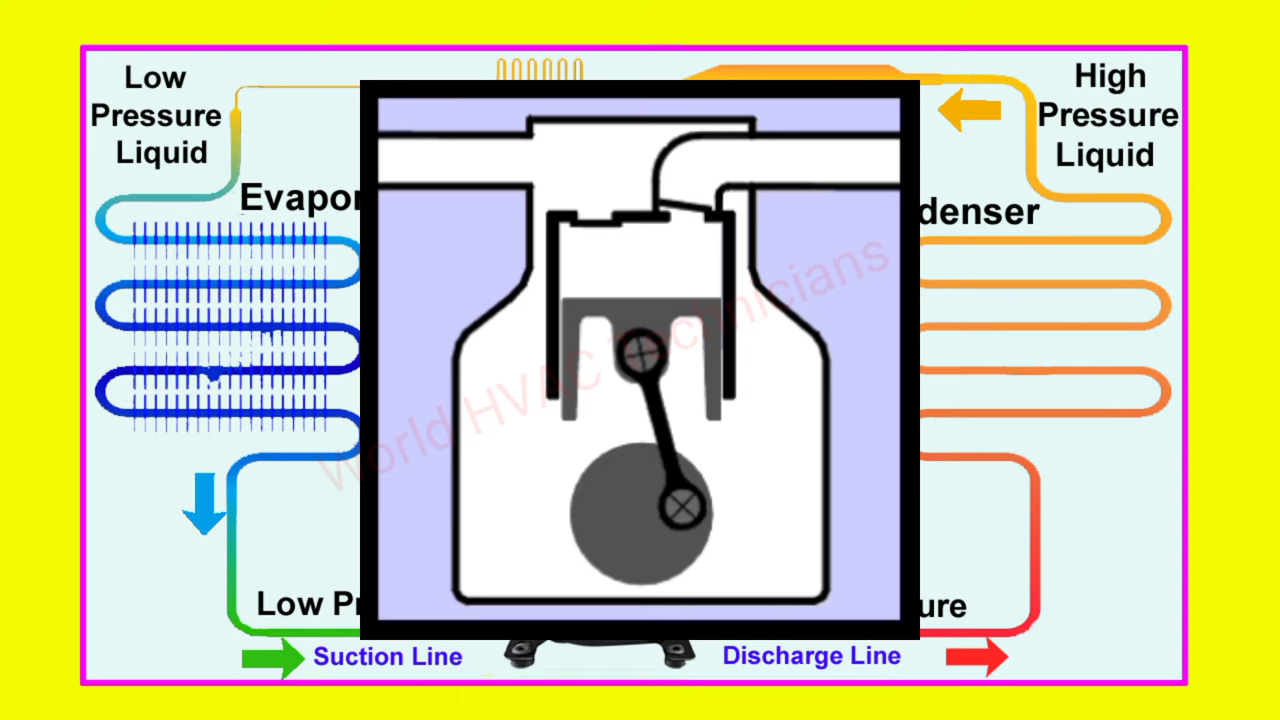 Low
Pressure
Liquid
High
Pressure
Liquid
Evapor
denser
World HVAC Technicians
Low Pr
ure
Suction Line
Discharge Line